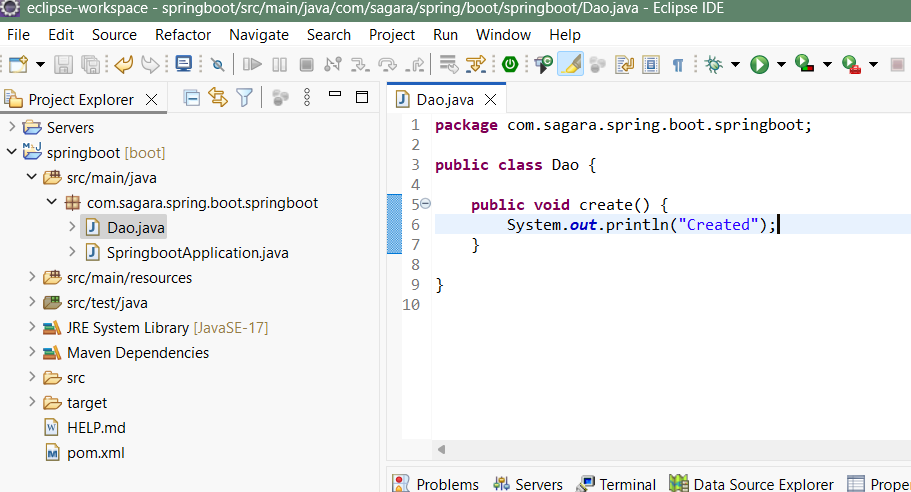 eclipse-workspace - springboot/src/main/java/com/sagara/spring/boot/springboot/Dao.java - Eclipse IDE
File Edit Source Refactor Navigate Search Project Run Window Help
Project Explorer
Servers
springboot [boot]
src/main/java
com.sagara.spring.boot.springboot
Dao.java
SpringbootApplication.java
src/main/resources
src/test/java
JRE System Library [JavaSE-17]
Maven Dependencies
src
target
HELP.md
pom.xml
Dao.java
1 package com.sagara.spring.boot.springboot;
2
3 public class Dao {
4
5 public void create() {
6 System.out.println("Created");
7 }
8
9 }
10
Problems Servers Terminal Data Source Explorer Proper